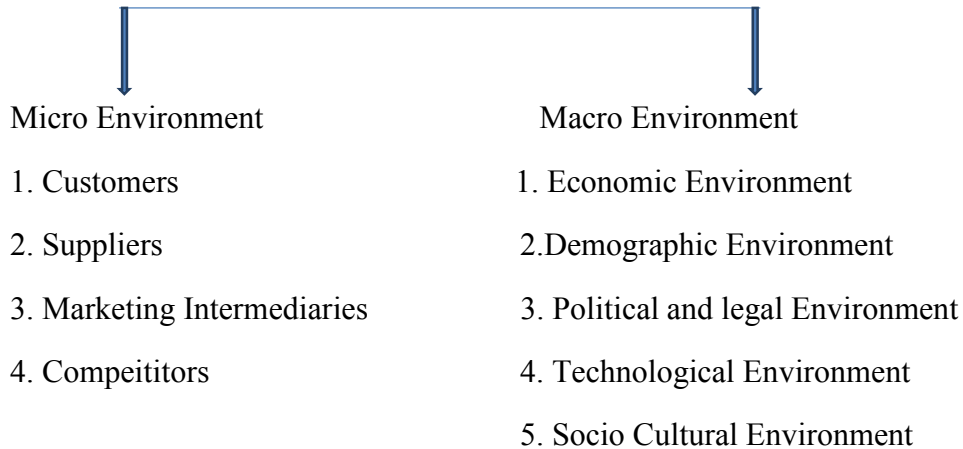 Micro Environment
Macro Environment
1. Customers
1. Economic Environment
2. Suppliers
2.Demographic Environment
3. Marketing Intermediaries
3. Political and legal Environment
4. Compeititors
4. Technological Environment
5. Socio Cultural Environment